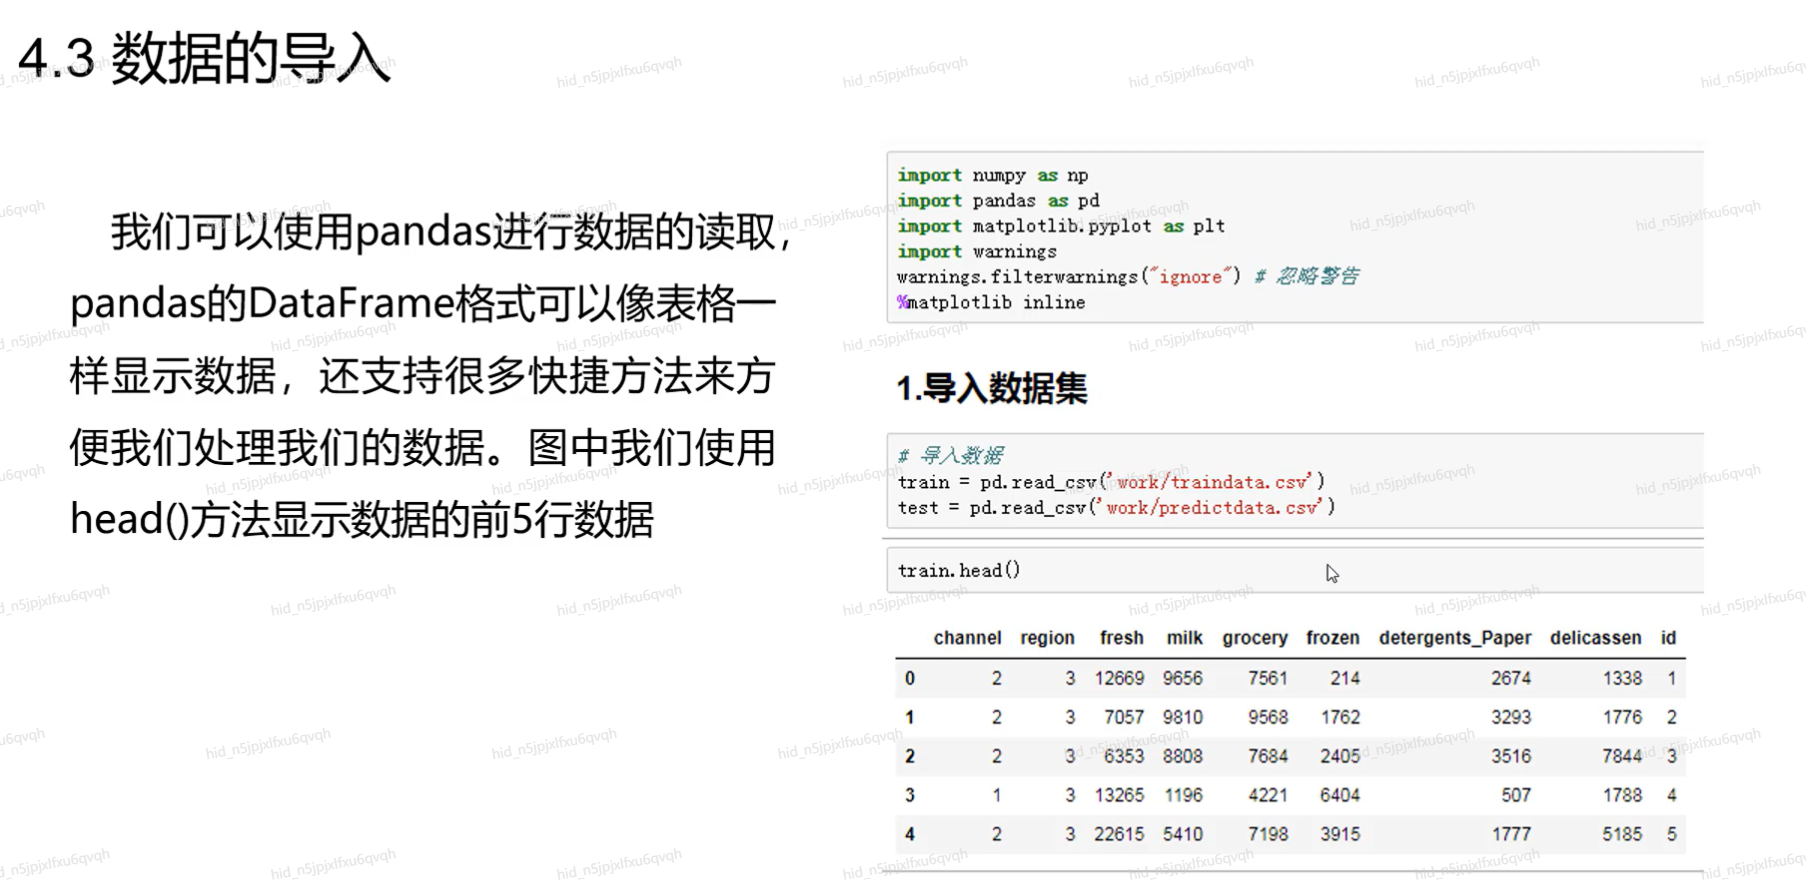 4.3 数据的导入
我们可以使用pandas进行数据的读取，
pandas的DataFrame格式可以像表格一
样显示数据，还支持很多快捷方法来方
便我们处理我们的数据。图中我们使用
head()方法显示数据的前5行数据
import numpy as np
import pandas as pd
import matplotlib.pyplot as plt
import warnings
warnings.filterwarnings("ignore") # 忽略警告
%matplotlib inline
1.导入数据集
# 导入数据
train = pd.read_csv('work/traindata.csv')
test = pd.read_csv('work/predictdata.csv')
train.head()
channel region fresh milk grocery frozen detergents_Paper delicassen id
0 2 3 12669 9656 7561 214 2674 1338 1
1 2 3 7057 9810 9568 1762 3293 1776 2
2 2 3 6353 8808 7684 2405 3516 7844 3
3 1 3 13265 1196 4221 6404 507 1788 4
4 2 3 22615 5410 7198 3915 1777 5185 5
hid_n5jpjxlfxu6qvqh